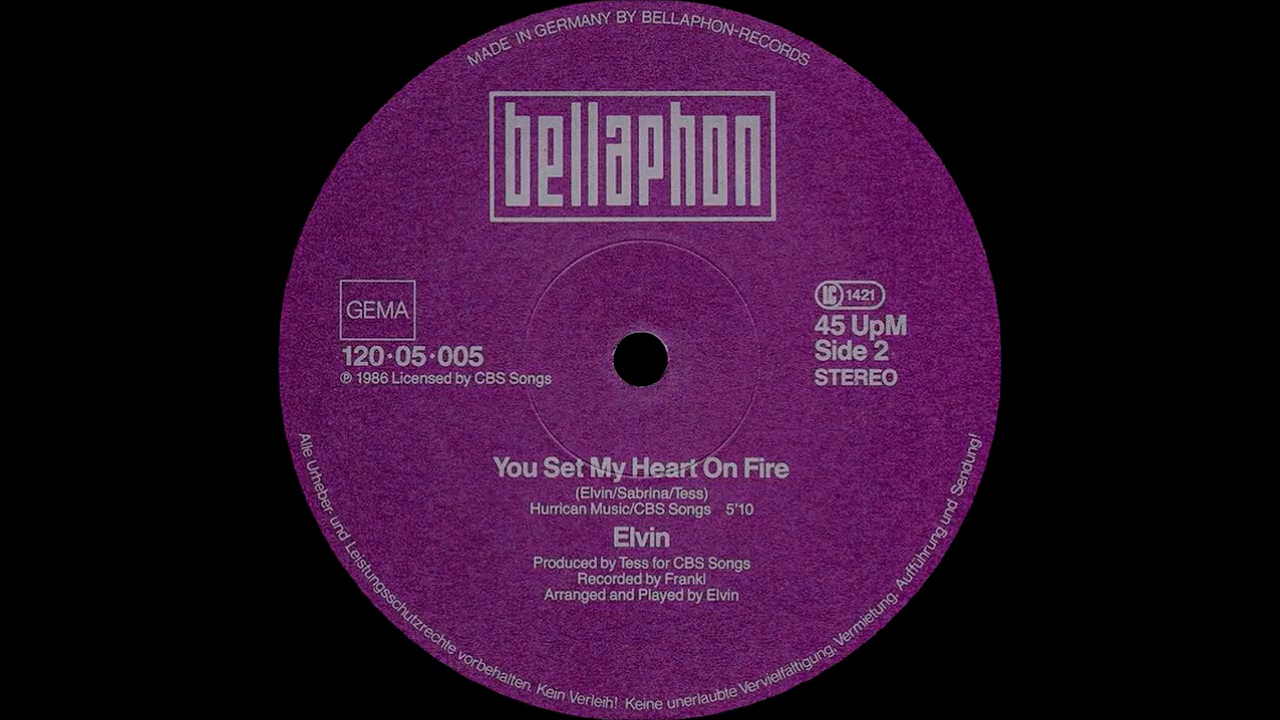 MADE IN GERMANY BY BELLAPHON-RECORDS
bellaphon
GEMA
120·05·005
℗ 1986 Licensed by CBS Songs
LC 1421
45 UpM
Side 2
STEREO
You Set My Heart On Fire
(Elvin/Sabrina/Tess)
Hurrican Music/CBS Songs 5'10
Elvin
Produced by Tess for CBS Songs
Recorded by Frankl
Arranged and Played by Elvin
Alle Urheber- und Leistungsschutzrechte vorbehalten. Kein Verleih! Keine unerlaubte Vervielfältigung, Vermietung, Aufführung und Sendung!